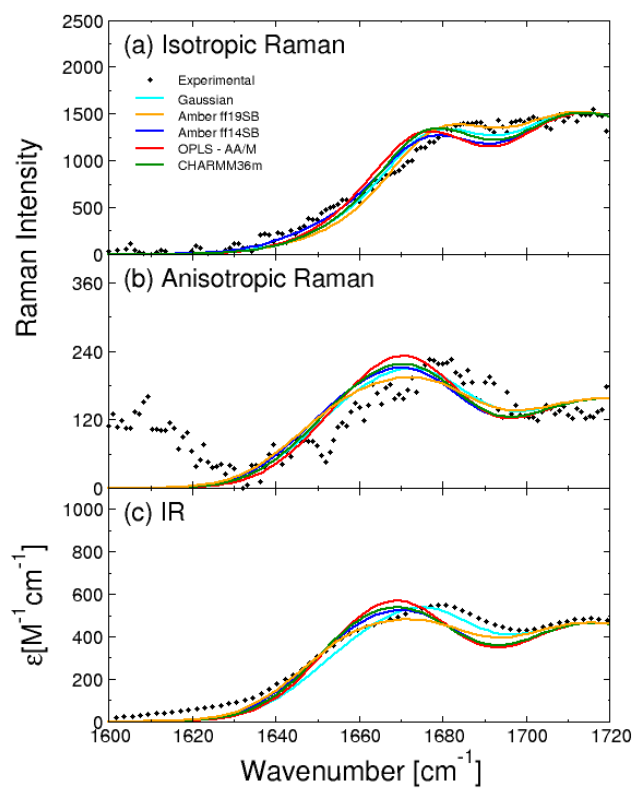 (a) Isotropic Raman
Experimental
Gaussian
Amber ff19SB
Amber ff14SB
OPLS - AA/M
CHARMM36m
2500
2000
1500
1000
500
0
Raman Intensity
(b) Anisotropic Raman
360
240
120
0
(c) IR
1000
800
600
400
200
0
ε[M⁻¹cm⁻¹]
1600 1620 1640 1660 1680 1700 1720
Wavenumber [cm⁻¹]